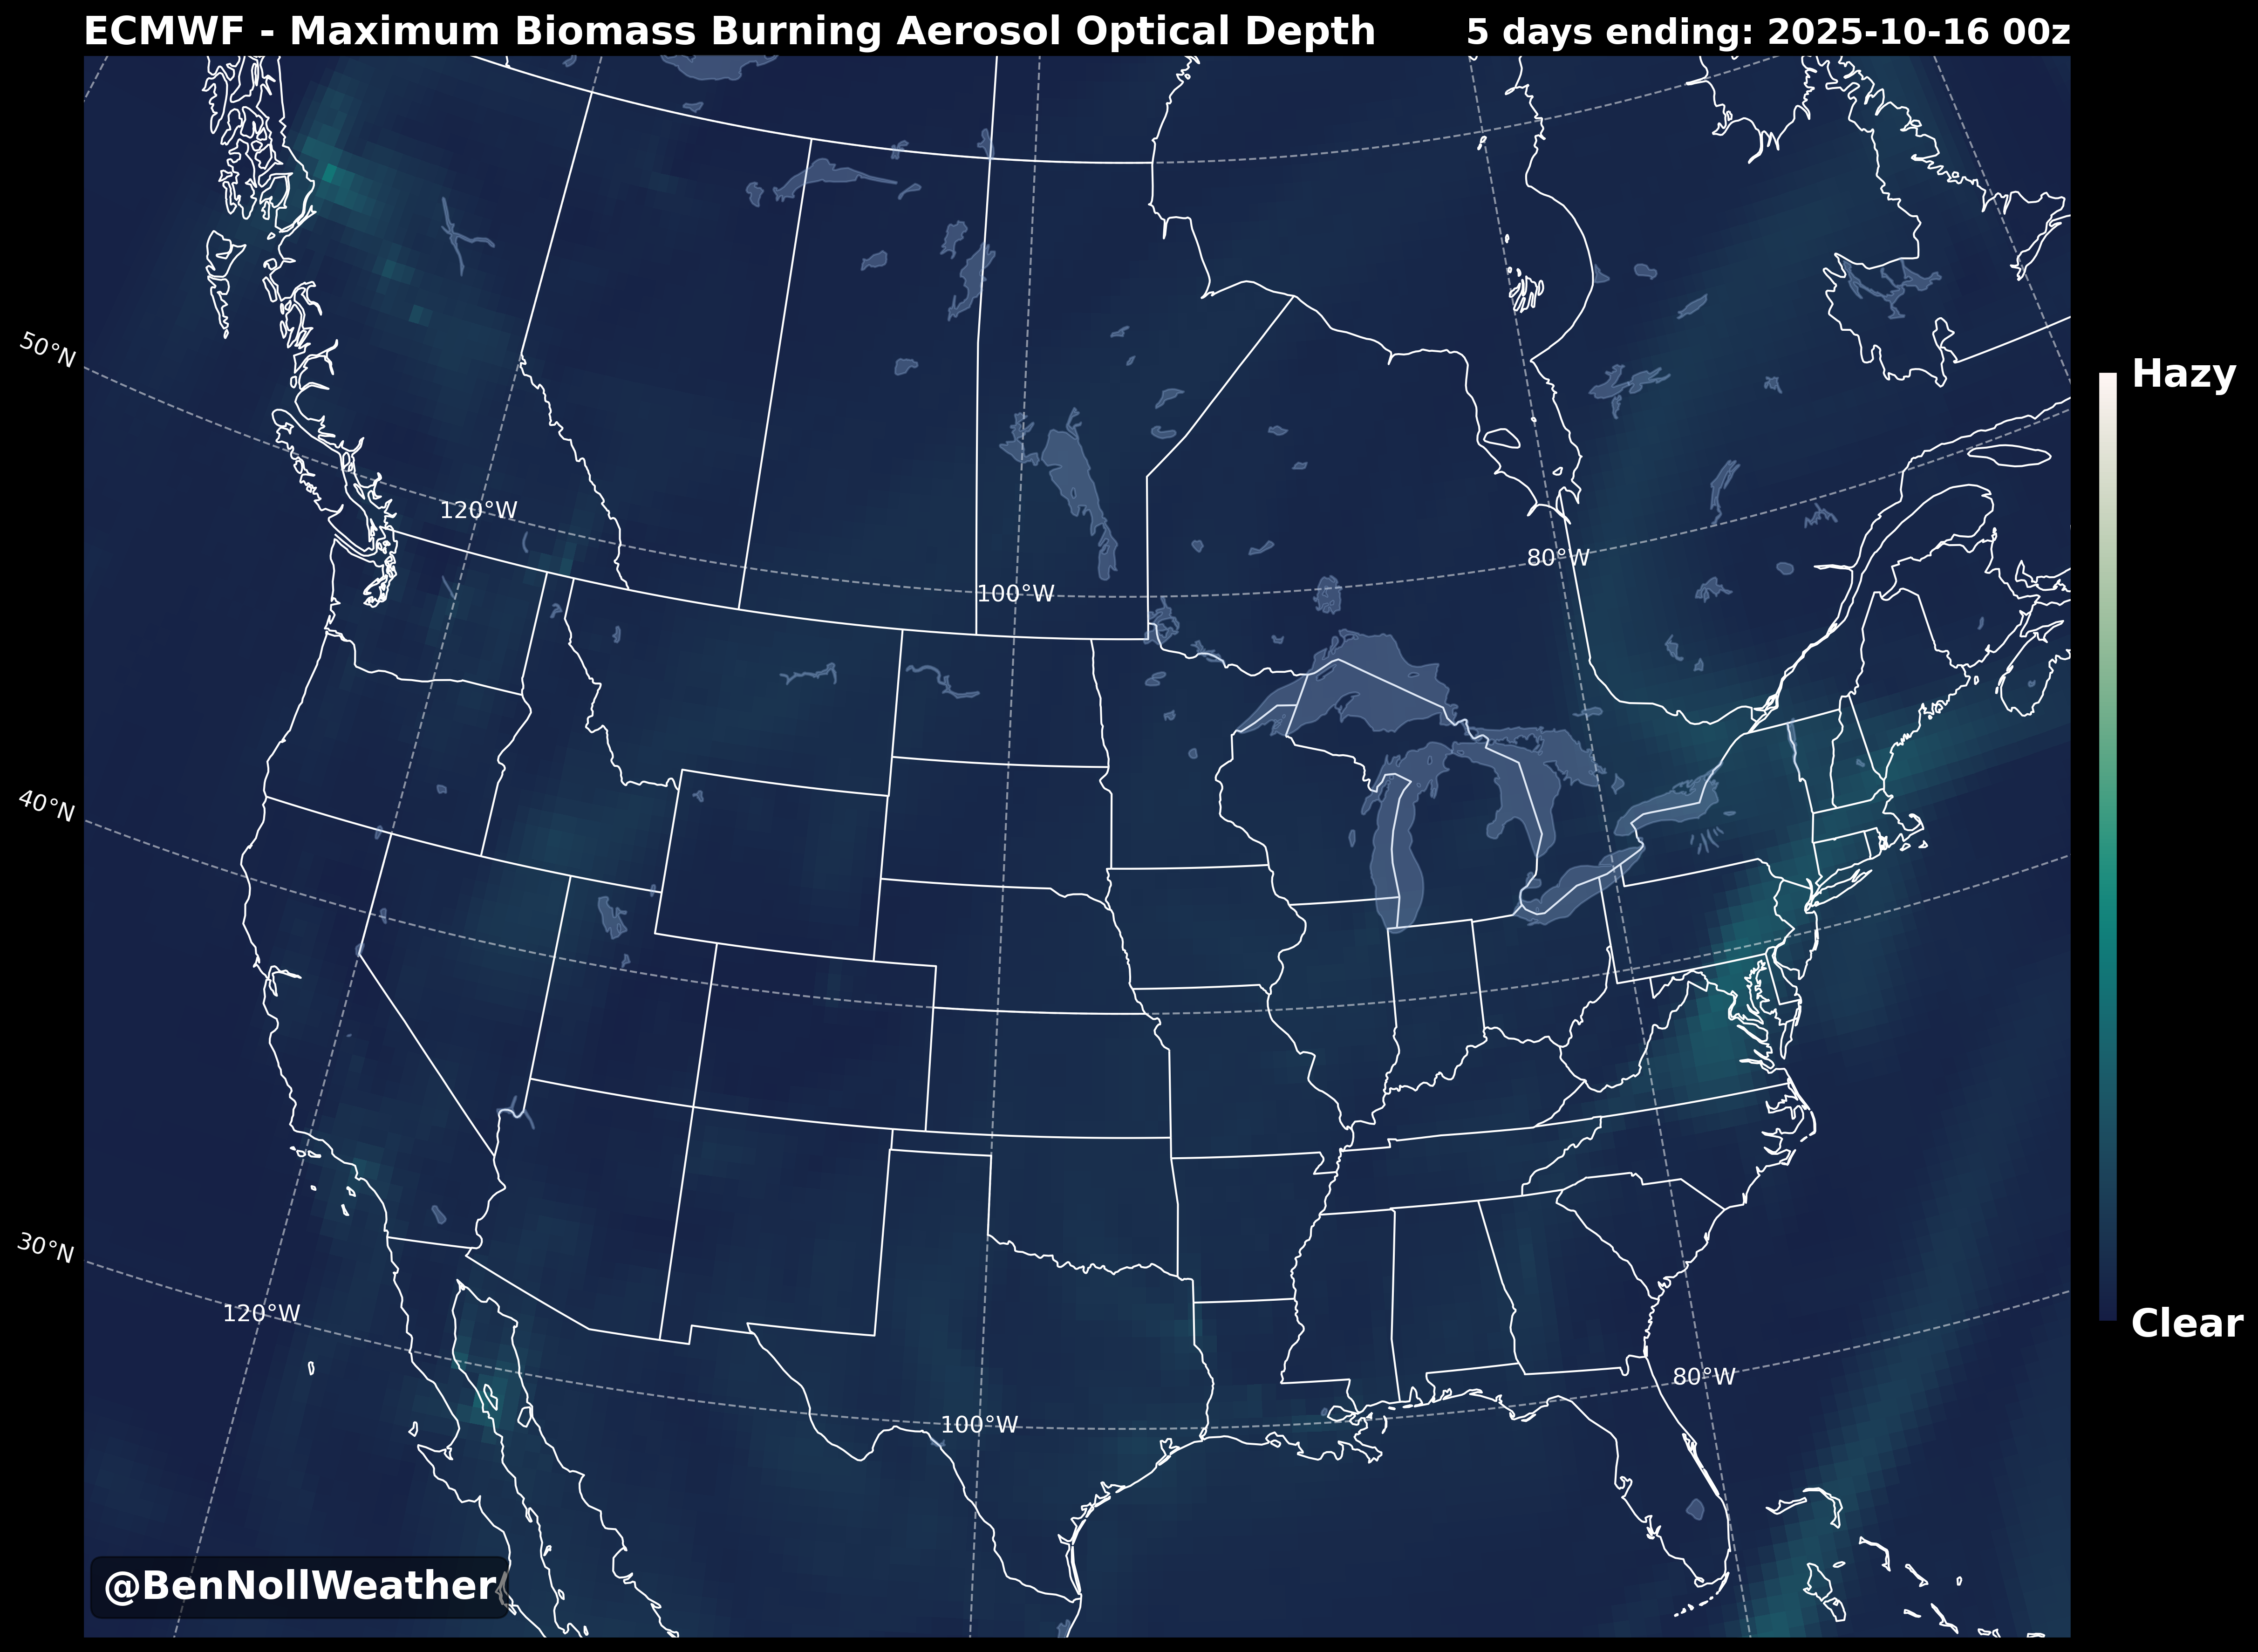 ECMWF - Maximum Biomass Burning Aerosol Optical Depth
5 days ending: 2025-10-16 00z
50°N
Hazy
120°W
80°W
100°W
40°N
30°N
120°W
Clear
80°W
100°W
@BenNollWeather